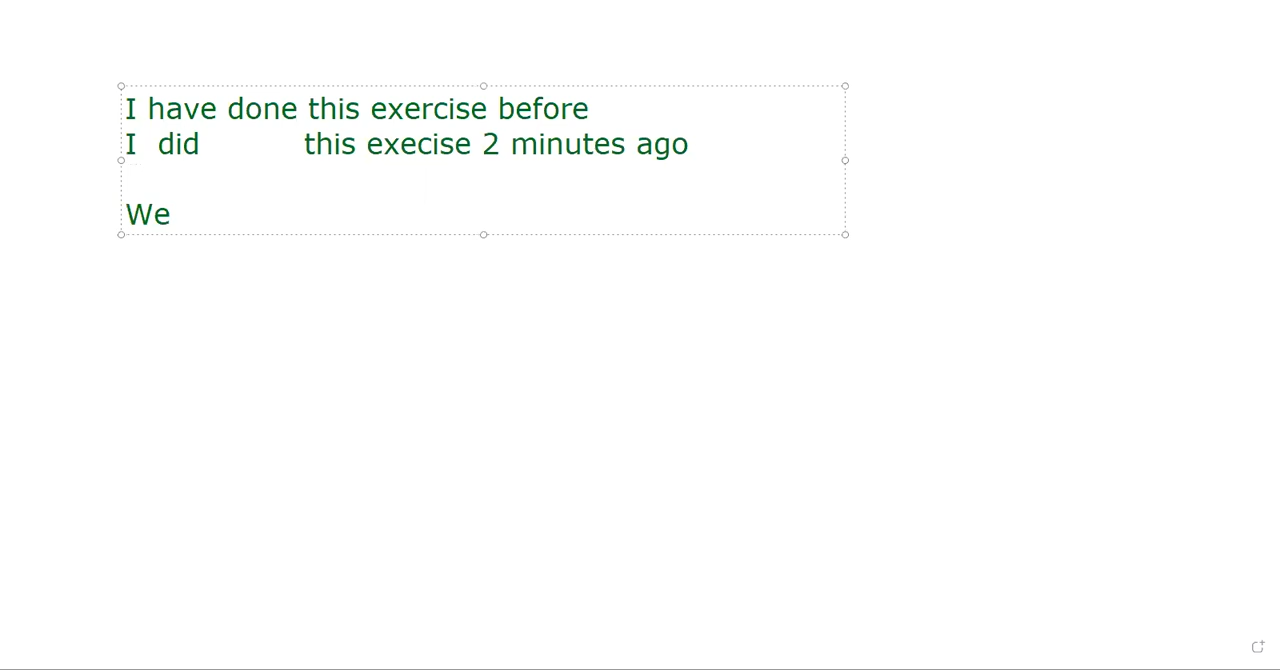 I have done this exercise before
I did this execise 2 minutes ago
We